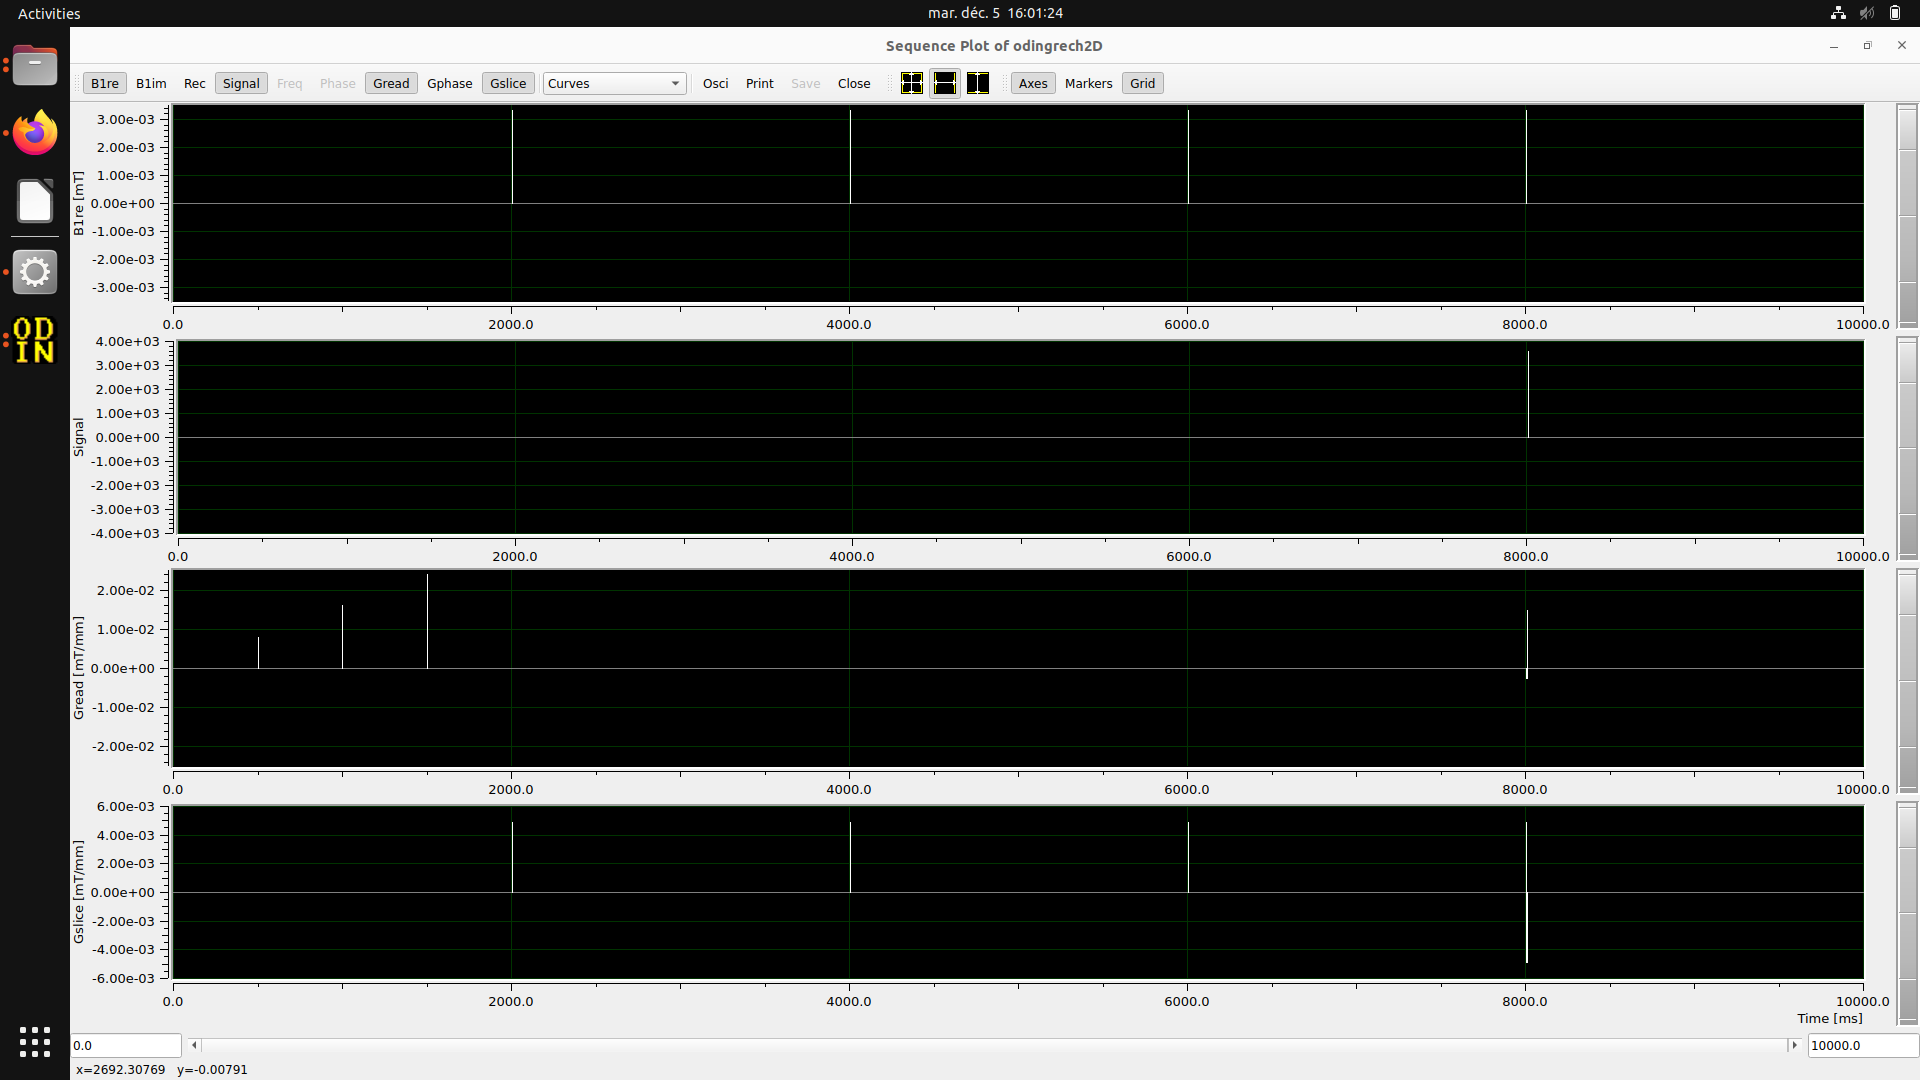 Activities
mar. déc. 5 16:01:24
Sequence Plot of odingrech2D
B1re B1im Rec Signal Freq Phase Gread Gphase Gslice Curves Osci Print Save Close Axes Markers Grid
B1re [mT]
3.00e-03
2.00e-03
1.00e-03
0.00e+00
-1.00e-03
-2.00e-03
-3.00e-03
0.0 2000.0 4000.0 6000.0 8000.0 10000.0
Signal
4.00e+03
3.00e+03
2.00e+03
1.00e+03
0.00e+00
-1.00e+03
-2.00e+03
-3.00e+03
-4.00e+03
0.0 2000.0 4000.0 6000.0 8000.0 10000.0
Gread [mT/mm]
2.00e-02
1.00e-02
0.00e+00
-1.00e-02
-2.00e-02
0.0 2000.0 4000.0 6000.0 8000.0 10000.0
Gslice [mT/mm]
6.00e-03
4.00e-03
2.00e-03
0.00e+00
-2.00e-03
-4.00e-03
-6.00e-03
0.0 2000.0 4000.0 6000.0 8000.0 10000.0
Time [ms]
0.0 10000.0
x=2692.30769 y=-0.00791
OD
IN